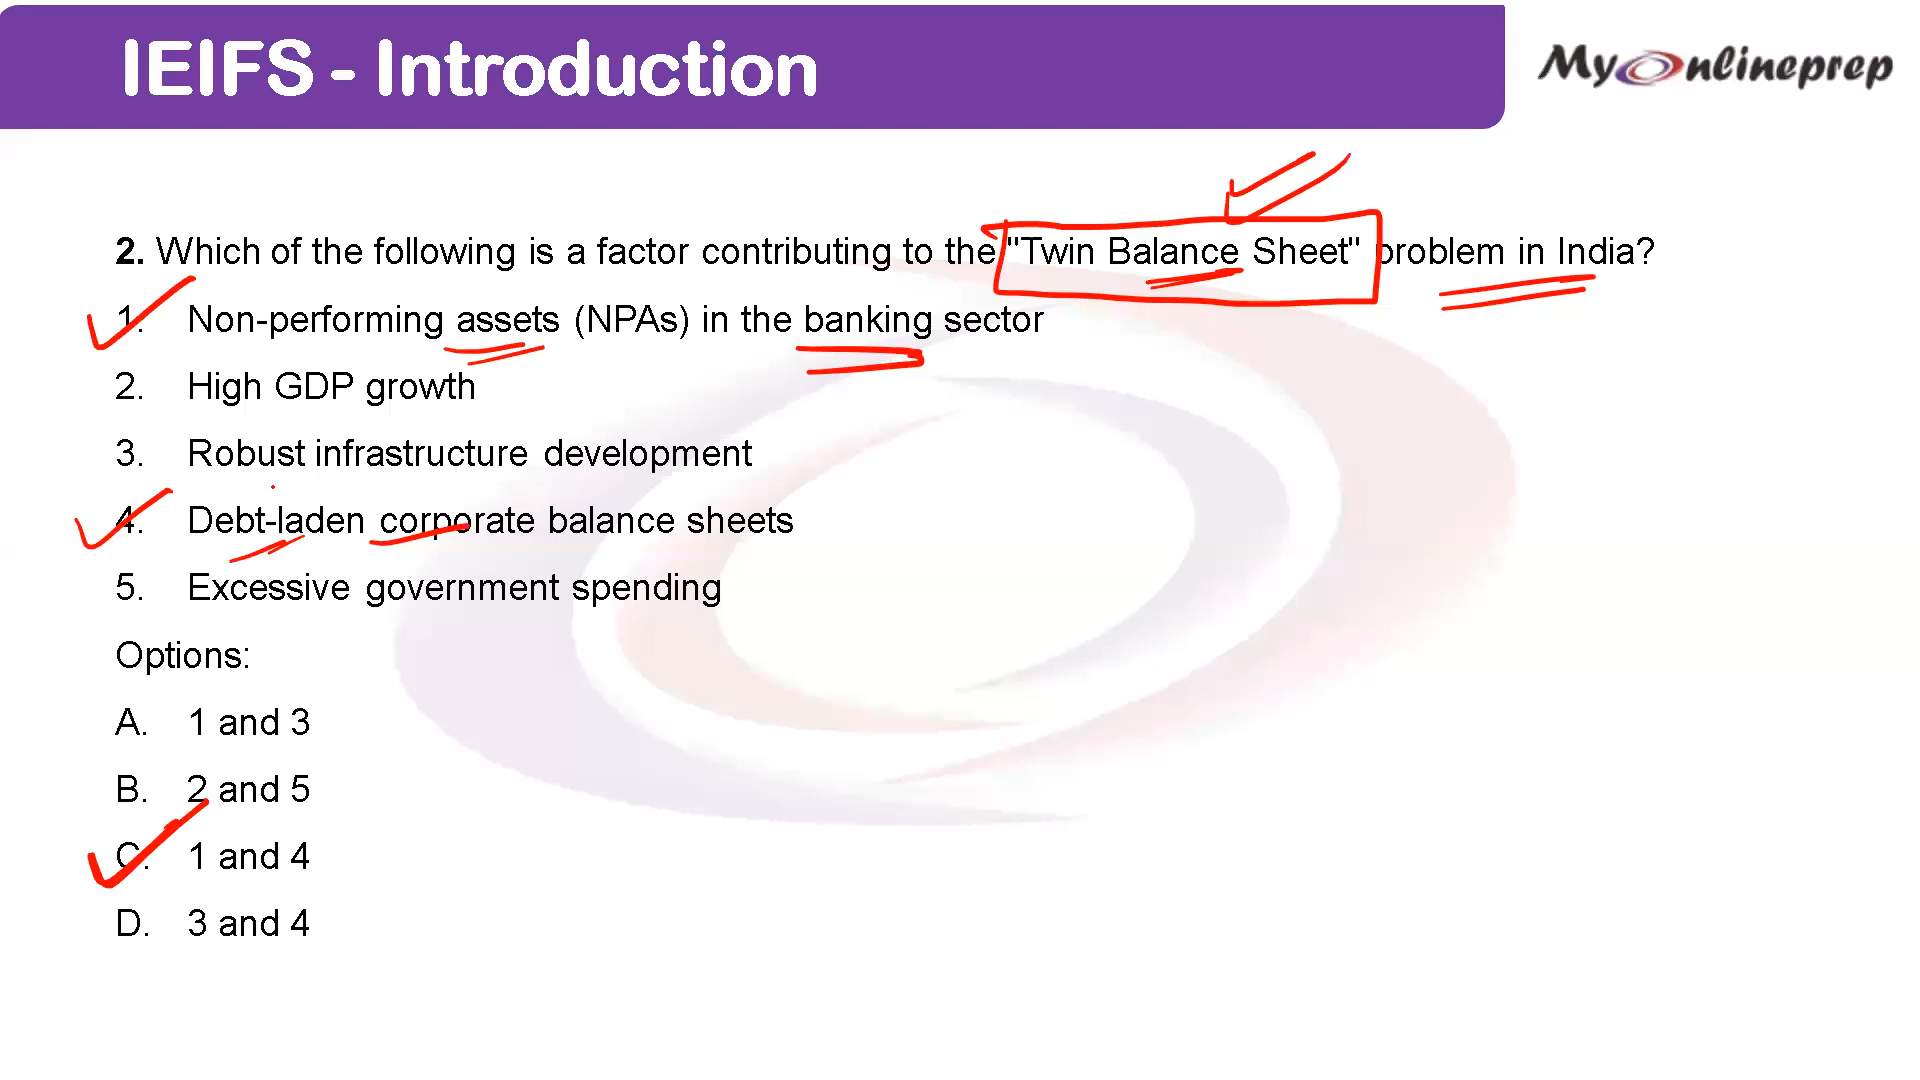 IEIFS - Introduction
MyOnlineprep
2. Which of the following is a factor contributing to the "Twin Balance Sheet" problem in India?
1. Non-performing assets (NPAs) in the banking sector
2. High GDP growth
3. Robust infrastructure development
4. Debt-laden corporate balance sheets
5. Excessive government spending
Options:
A. 1 and 3
B. 2 and 5
C. 1 and 4
D. 3 and 4